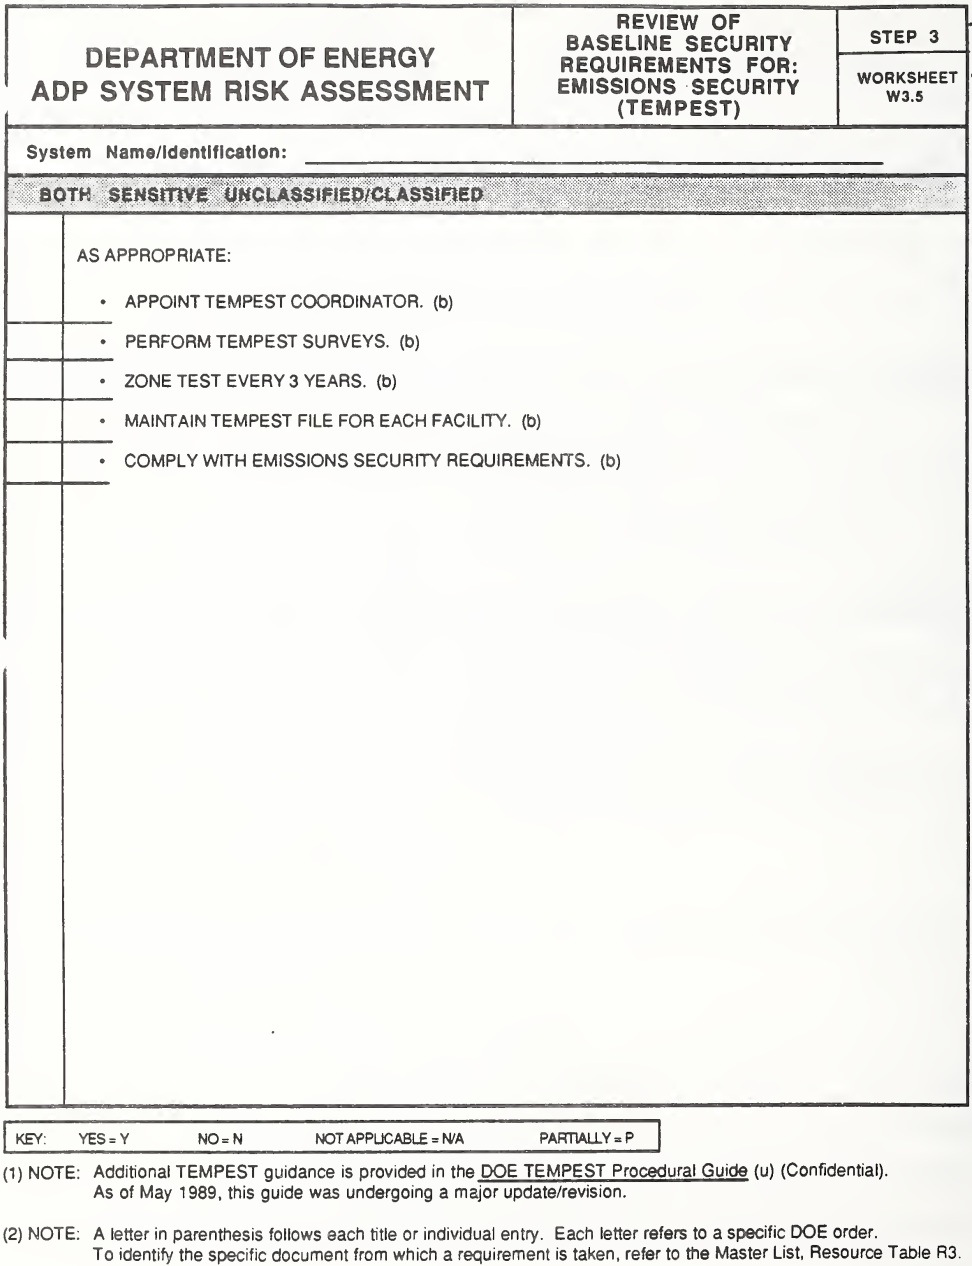 DEPARTMENT OF ENERGY
ADP SYSTEM RISK ASSESSMENT
REVIEW OF
BASELINE SECURITY
REQUIREMENTS FOR:
EMISSIONS SECURITY
(TEMPEST)
STEP 3
WORKSHEET
W3.5
System Name/Identification:
BOTH SENSITIVE UNCLASSIFIED/CLASSIFIED
AS APPROPRIATE:
• APPOINT TEMPEST COORDINATOR. (b)
• PERFORM TEMPEST SURVEYS. (b)
• ZONE TEST EVERY 3 YEARS. (b)
• MAINTAIN TEMPEST FILE FOR EACH FACILITY. (b)
• COMPLY WITH EMISSIONS SECURITY REQUIREMENTS. (b)
KEY: YES = Y NO = N NOT APPLICABLE = N/A PARTIALLY = P
(1) NOTE: Additional TEMPEST guidance is provided in the DOE TEMPEST Procedural Guide (u) (Confidential).
As of May 1989, this guide was undergoing a major update/revision.
(2) NOTE: A letter in parenthesis follows each title or individual entry. Each letter refers to a specific DOE order.
To identify the specific document from which a requirement is taken, refer to the Master List, Resource Table R3.